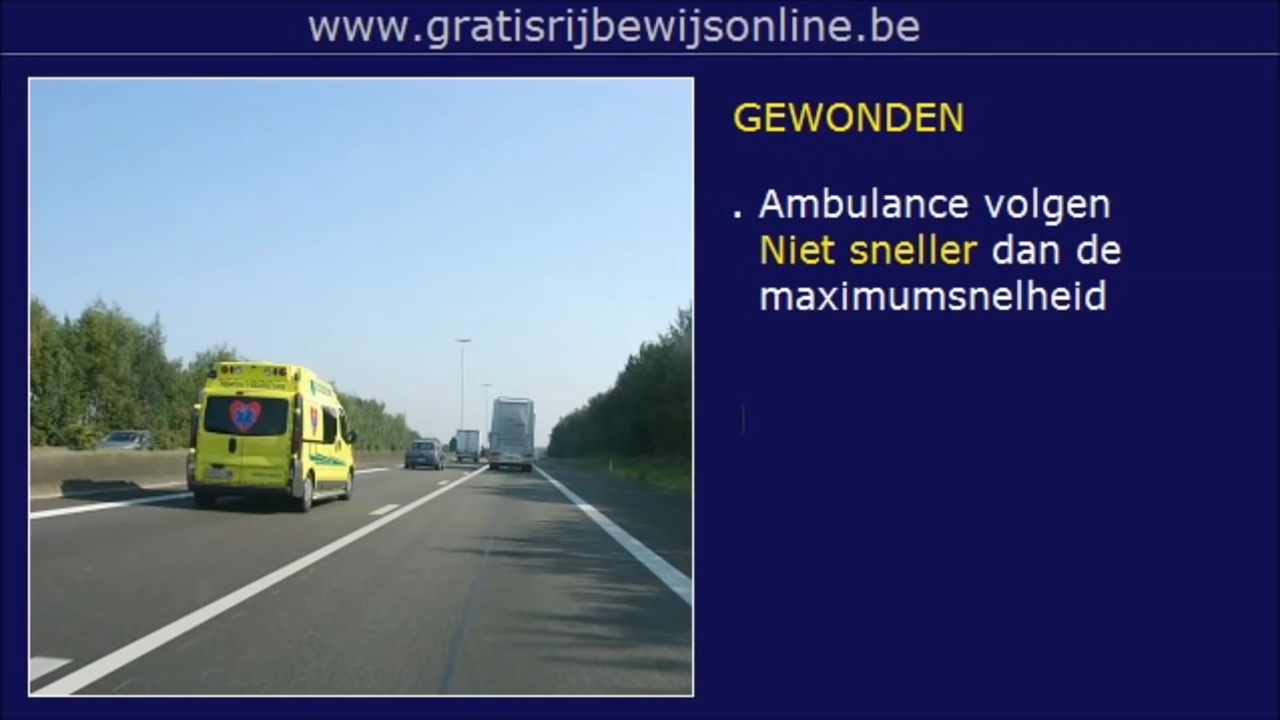 www.gratisrijbewijsonline.be
GEWONDEN
. Ambulance volgen
Niet sneller dan de
maximumsnelheid